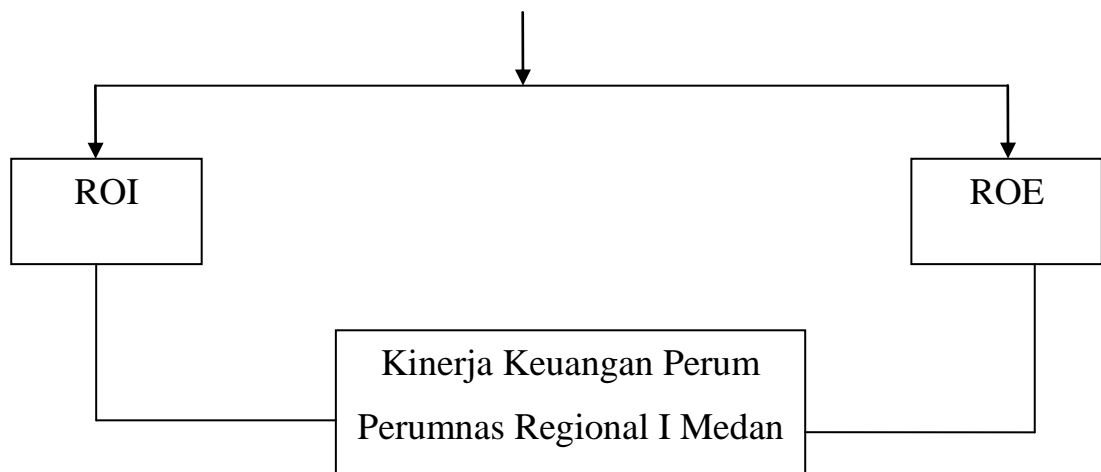 ROI
ROE
Kinerja Keuangan Perum
Perumnas Regional I Medan